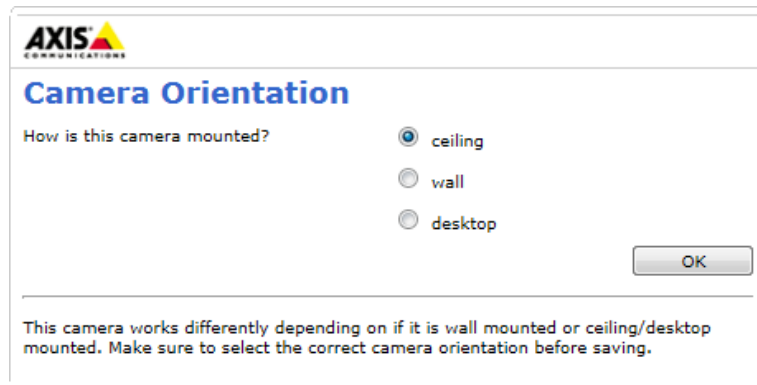 AXIS
COMMUNICATIONS
Camera Orientation
How is this camera mounted?
ceiling
wall
desktop
OK
This camera works differently depending on if it is wall mounted or ceiling/desktop
mounted. Make sure to select the correct camera orientation before saving.